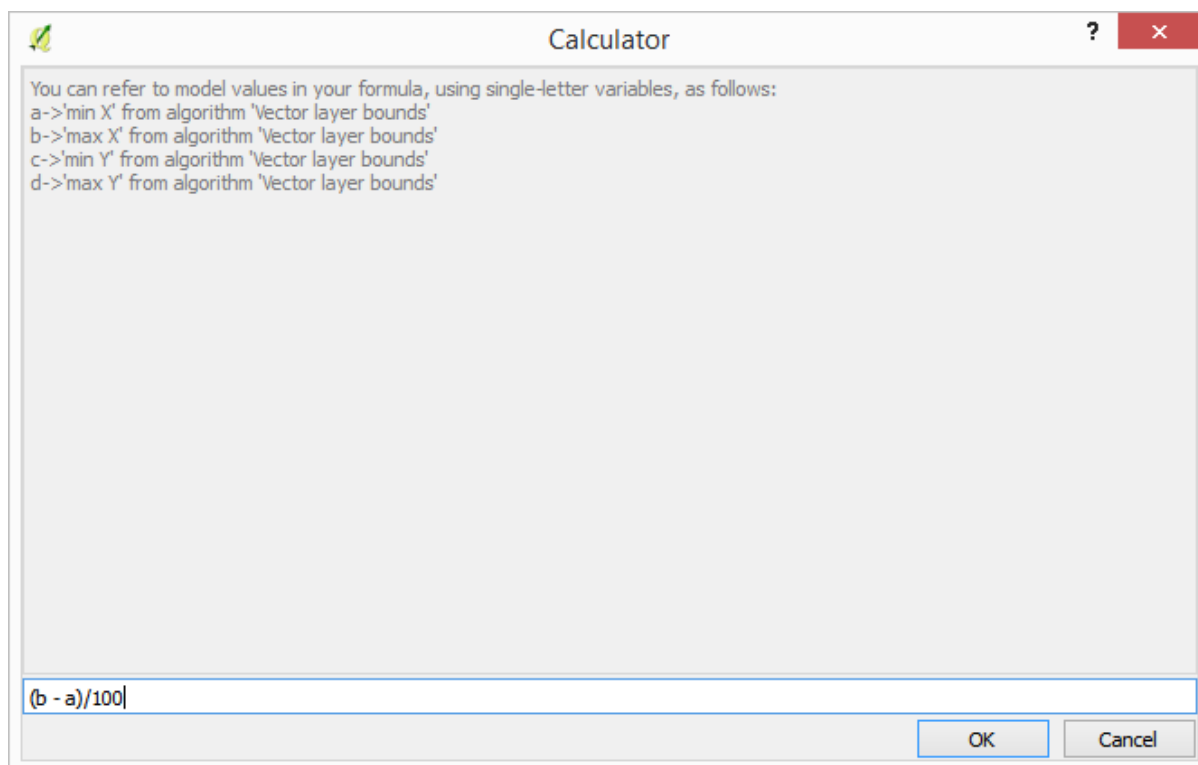 Calculator
?
You can refer to model values in your formula, using single-letter variables, as follows:
a->'min X' from algorithm 'Vector layer bounds'
b->'max X' from algorithm 'Vector layer bounds'
c->'min Y' from algorithm 'Vector layer bounds'
d->'max Y' from algorithm 'Vector layer bounds'
(b - a)/100
OK
Cancel